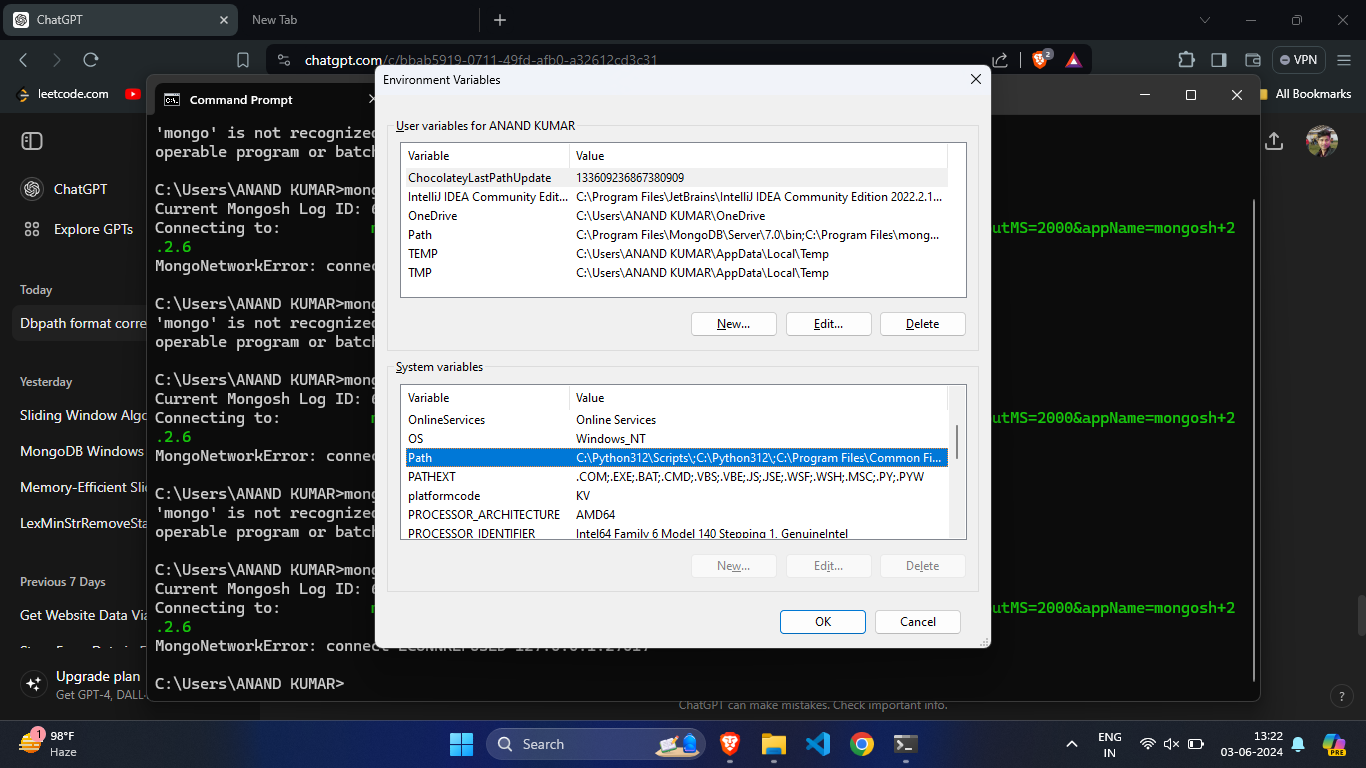 ChatGPT
New Tab
chatgpt.com/c/bbab5919-0711-49fd-afb0-a32612cd3c31
2
VPN
leetcode.com
All Bookmarks
Command Prompt
Environment Variables
User variables for ANAND KUMAR
Variable Value
ChocolateyLastPathUpdate 133609236867380909
IntelliJ IDEA Community Edit... C:\Program Files\JetBrains\IntelliJ IDEA Community Edition 2022.2.1...
OneDrive C:\Users\ANAND KUMAR\OneDrive
Path C:\Program Files\MongoDB\Server\7.0\bin;C:\Program Files\mong...
TEMP C:\Users\ANAND KUMAR\AppData\Local\Temp
TMP C:\Users\ANAND KUMAR\AppData\Local\Temp
New... Edit... Delete
System variables
Variable Value
OnlineServices Online Services
OS Windows_NT
Path C:\Python312\Scripts\;C:\Python312\;C:\Program Files\Common Fi...
PATHEXT .COM;.EXE;.BAT;.CMD;.VBS;.VBE;.JS;.JSE;.WSF;.WSH;.MSC;.PY;.PYW
platformcode KV
PROCESSOR_ARCHITECTURE AMD64
PROCESSOR_IDENTIFIER Intel64 Family 6 Model 140 Stepping 1, GenuineIntel
New... Edit... Delete
OK Cancel
'mongo' is not recognized
operable program or batch
C:\Users\ANAND KUMAR>mong
Current Mongosh Log ID: 6
Connecting to: utMS=2000&appName=mongosh+2
.2.6
MongoNetworkError: connec
C:\Users\ANAND KUMAR>mong
'mongo' is not recognized
operable program or batch
C:\Users\ANAND KUMAR>mong
Current Mongosh Log ID: 6
Connecting to: utMS=2000&appName=mongosh+2
.2.6
MongoNetworkError: connec
C:\Users\ANAND KUMAR>mong
'mongo' is not recognized
operable program or batch
C:\Users\ANAND KUMAR>mong
Current Mongosh Log ID: 6
Connecting to: utMS=2000&appName=mongosh+2
.2.6
MongoNetworkError: connect ECONNREFUSED 127.0.0.1:27017
C:\Users\ANAND KUMAR>
ChatGPT
Explore GPTs
Today
Dbpath format corre
Yesterday
Sliding Window Algo
MongoDB Windows
Memory-Efficient Sli
LexMinStrRemoveSta
Previous 7 Days
Get Website Data Via
Upgrade plan
Get GPT-4, DALL·
ChatGPT can make mistakes. Check important info.
?
1
98°F
Haze
Search
ENG
IN
13:22
03-06-2024
PRE